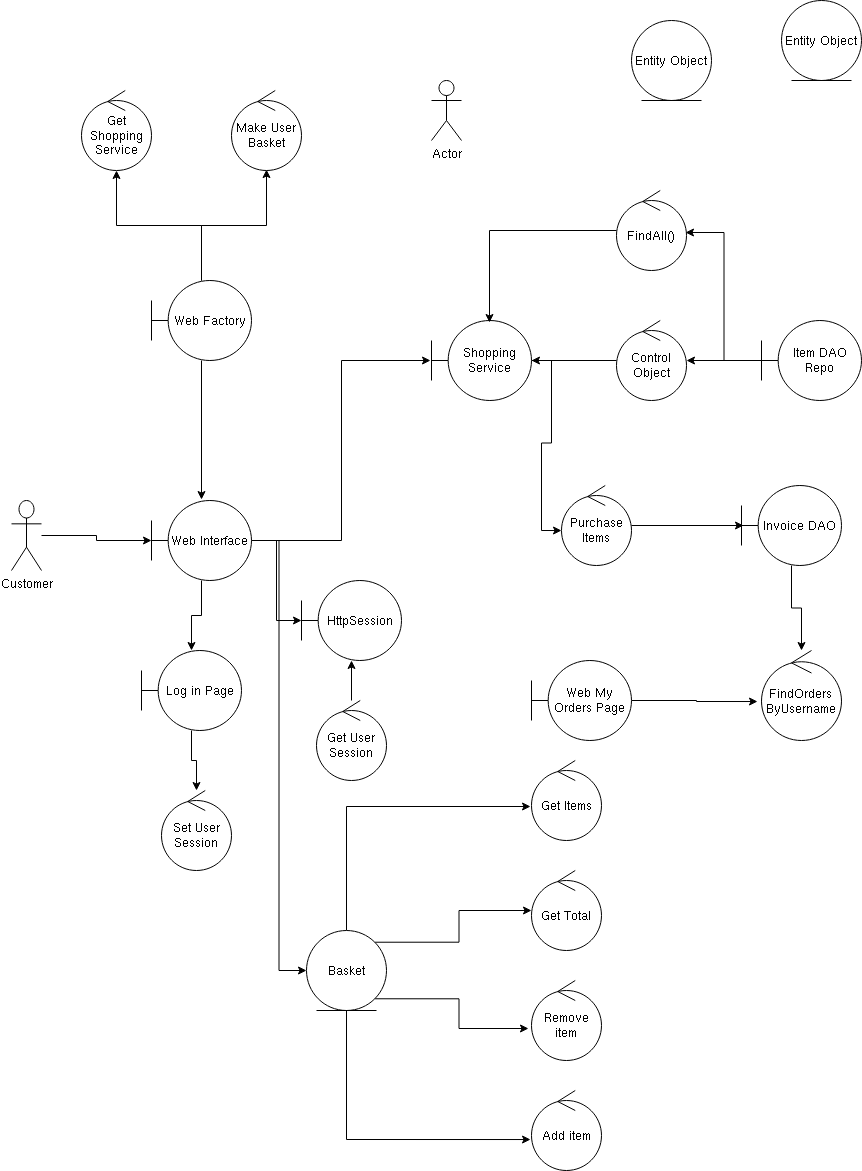 Entity Object
Entity Object
Get
Shopping
Service
Make User
Basket
Actor
FindAll()
Web Factory
Shopping
Service
Control
Object
Item DAO
Repo
Purchase
Items
Invoice DAO
Web Interface
Customer
HttpSession
Log in Page
Web My
Orders Page
FindOrders
ByUsername
Get User
Session
Set User
Session
Get Items
Get Total
Basket
Remove
item
Add item